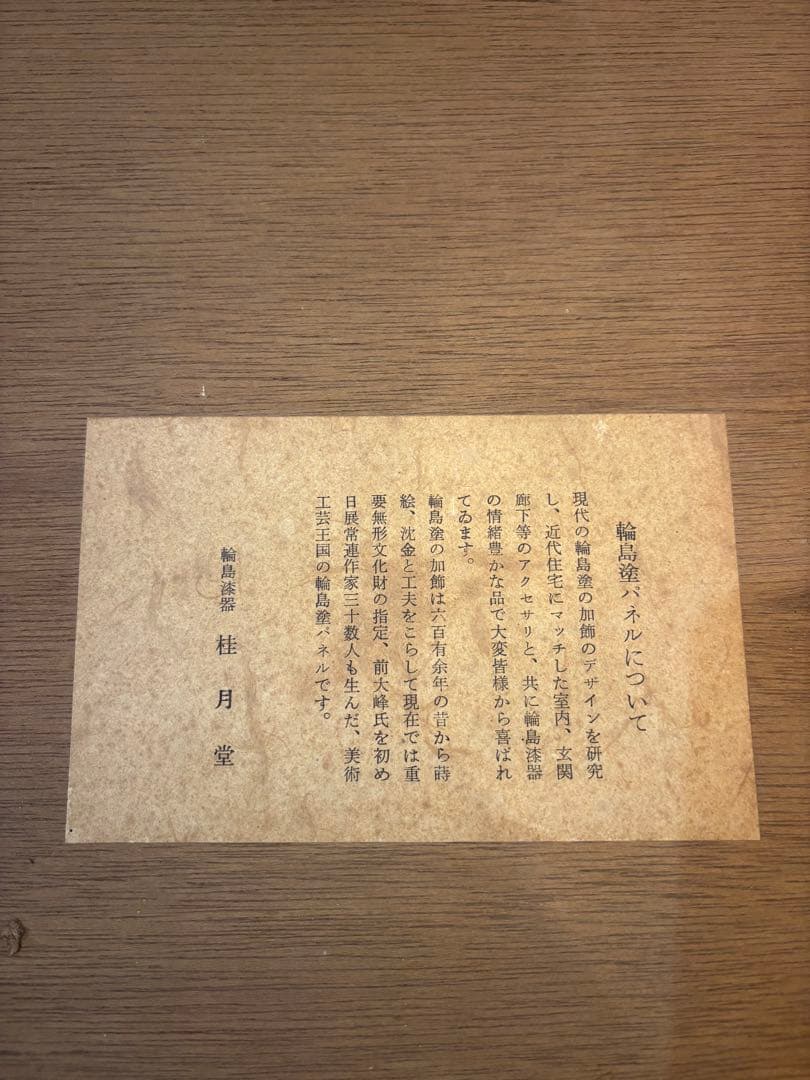 輪島塗パネルについて
現代の輪島塗の加飾のデザインを研究
し、近代住宅にマッチした室内、玄関
廊下等のアクセサリと、共に輪島漆器
の情緒豊かな品で大変皆様から喜ばれ
てゐます。
輪島塗の加飾は六百有余年の昔から蒔
絵、沈金と工夫をこらして現在では重
要無形文化財の指定、前大峰氏を初め
日展常連作家三十数人も生んだ、美術
工芸王国の輪島塗パネルです。
輪島漆器 桂月堂